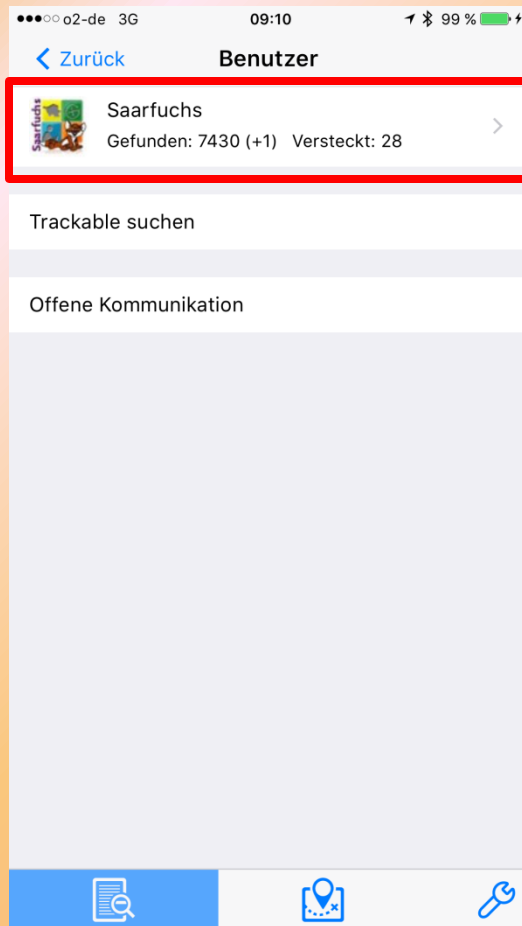 o2-de 3G 09:10 99 %
Zurück Benutzer
Saarfuchs
Saarfuchs
Gefunden: 7430 (+1) Versteckt: 28
Trackable suchen
Offene Kommunikation